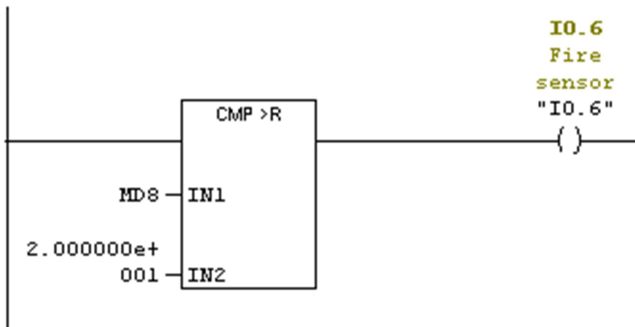 I0.6
Fire
sensor
"I0.6"
CMP >R
MD8 IN1
2.000000e+
001 IN2